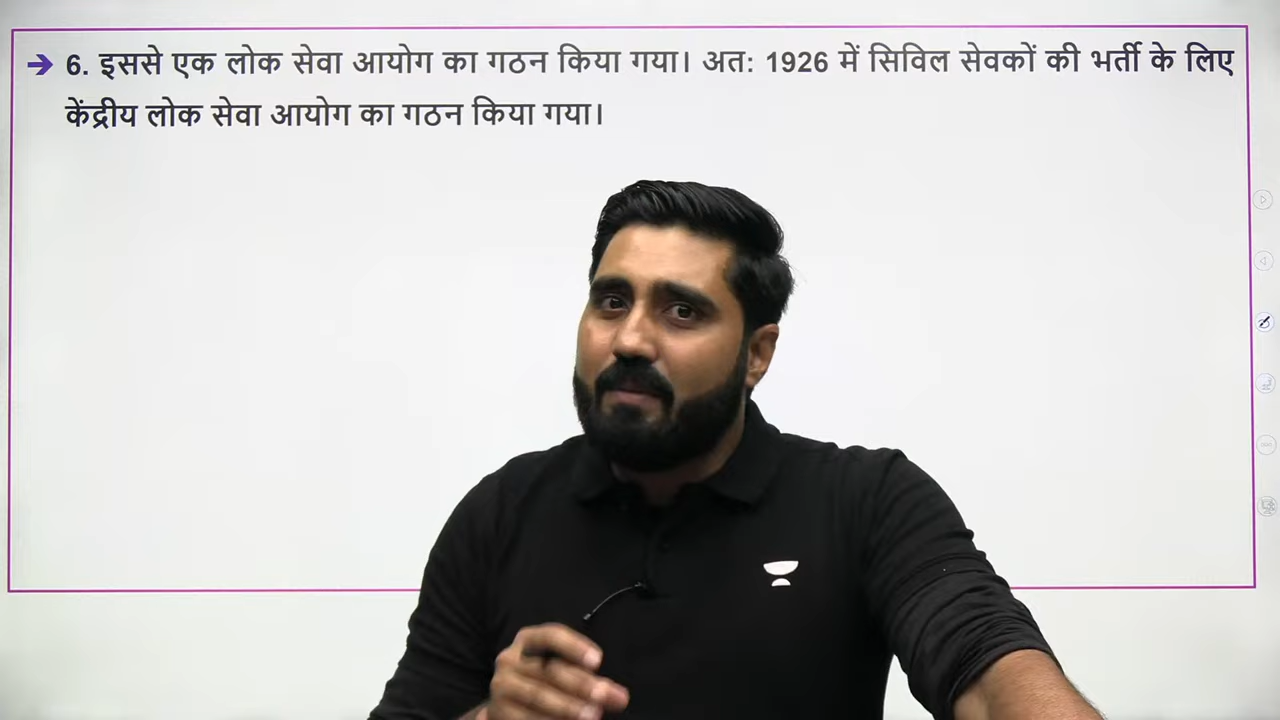 6. इससे एक लोक सेवा आयोग का गठन किया गया। अत: 1926 में सिविल सेवकों की भर्ती के लिए
केंद्रीय लोक सेवा आयोग का गठन किया गया।